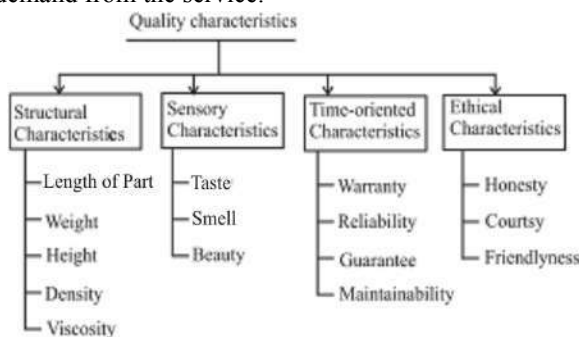 demand from the service.
Quality characteristics
Structural
Characteristics
Length of Part
Weight
Height
Density
Viscosity
Sensory
Characteristics
Taste
Smell
Beauty
Time-oriented
Characteristics
Warranty
Reliability
Guarantee
Maintainability
Ethical
Characteristics
Honesty
Courtsy
Friendlyness